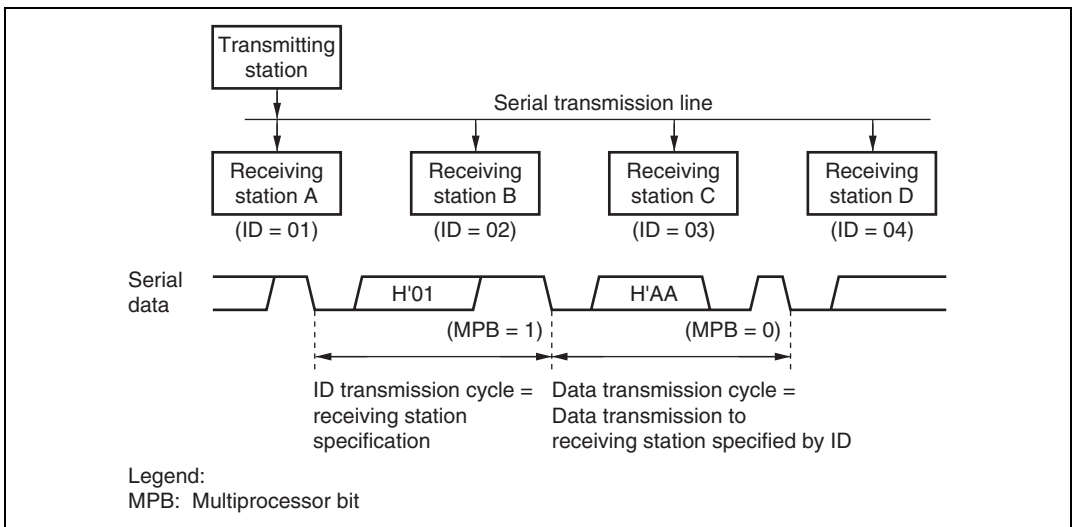 Transmitting
station
Serial transmission line
Receiving
station A
Receiving
station B
Receiving
station C
Receiving
station D
(ID = 01)
(ID = 02)
(ID = 03)
(ID = 04)
Serial
data
H'01
H'AA
(MPB = 1)
(MPB = 0)
ID transmission cycle =
receiving station
specification
Data transmission cycle =
Data transmission to
receiving station specified by ID
Legend:
MPB: Multiprocessor bit